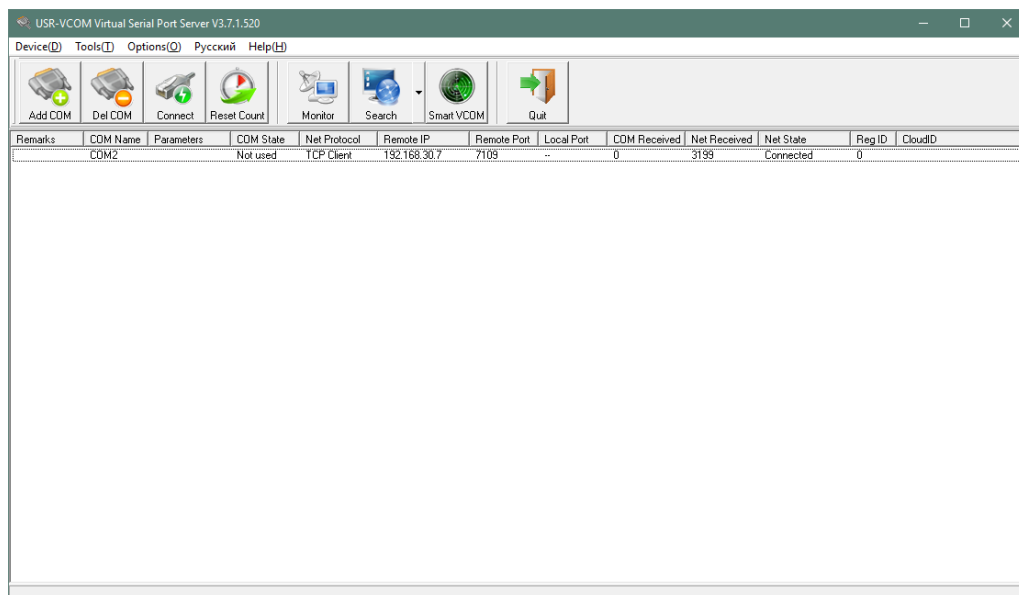 USR-VCOM Virtual Serial Port Server V3.7.1.520
Device(D) Tools(T) Options(O) Русский Help(H)
Add COM Del COM Connect Reset Count Monitor Search Smart VCOM Quit
Remarks COM Name Parameters COM State Net Protocol Remote IP Remote Port Local Port COM Received Net Received Net State Reg ID CloudID
COM2 Not used TCP Client 192.168.30.7 7109 -- 0 3199 Connected 0